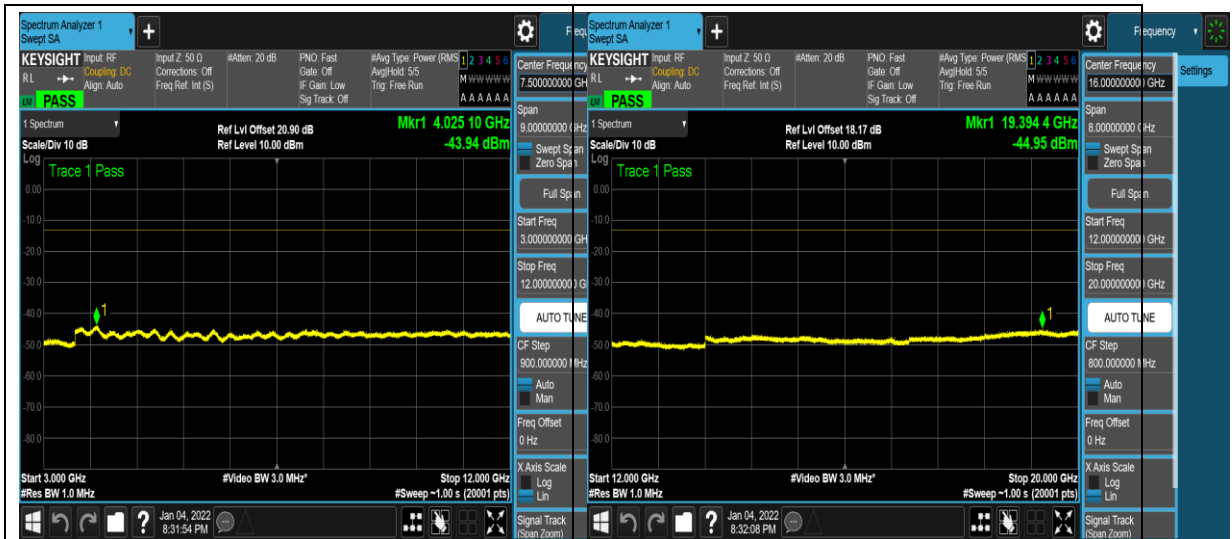 Spectrum Analyzer 1
Swept SA
+
KEYSIGHT
RL
PASS
Input: RF
Coupling: DC
Align: Auto
Input Z: 50 Ω
Corrections: Off
Freq Ref: Int (S)
#Atten: 20 dB
PNO: Fast
Gate: Off
IF Gain: Low
Sig Track: Off
#Avg Type: Power (RMS
Avg|Hold: 5/5
Trig: Free Run
1 2 3 4 5 6
M W W W W W
A A A A A A
1 Spectrum
Scale/Div 10 dB
Ref Lvl Offset 20.90 dB
Ref Level 10.00 dBm
Mkr1 4.025 10 GHz
-43.94 dBm
Log
Trace 1 Pass
0.00
-10.0
-20.0
-30.0
-40.0
-50.0
-60.0
-70.0
-80.0
1
Start 3.000 GHz
#Res BW 1.0 MHz
#Video BW 3.0 MHz*
Stop 12.000 GHz
#Sweep ~1.00 s (20001 pts)
?
Jan 04, 2022
8:31:54 PM
Center Frequency
7.500000000 GH
Span
9.00000000 GHz
Swept Span
Zero Span
Full Span
Start Freq
3.000000000 GH
Stop Freq
12.00000000 G
AUTO TUNE
CF Step
900.000000 MHz
Auto
Man
Freq Offset
0 Hz
X Axis Scale
Log
Lin
Signal Track
(Span Zoom)
Spectrum Analyzer 1
Swept SA
+
Frequency
Settings
KEYSIGHT
RL
PASS
Input: RF
Coupling: DC
Align: Auto
Input Z: 50 Ω
Corrections: Off
Freq Ref: Int (S)
#Atten: 20 dB
PNO: Fast
Gate: Off
IF Gain: Low
Sig Track: Off
#Avg Type: Power (RMS
Avg|Hold: 5/5
Trig: Free Run
1 2 3 4 5 6
M W W W W W
A A A A A A
1 Spectrum
Scale/Div 10 dB
Ref Lvl Offset 18.17 dB
Ref Level 10.00 dBm
Mkr1 19.394 4 GHz
-44.95 dBm
Log
Trace 1 Pass
0.00
-10.0
-20.0
-30.0
-40.0
-50.0
-60.0
-70.0
-80.0
1
Start 12.000 GHz
#Res BW 1.0 MHz
#Video BW 3.0 MHz*
Stop 20.000 GHz
#Sweep ~1.00 s (20001 pts)
?
Jan 04, 2022
8:32:08 PM
Center Frequency
16.00000000 GHz
Span
8.00000000 GHz
Swept Span
Zero Span
Full Span
Start Freq
12.00000000 GHz
Stop Freq
20.00000000 GHz
AUTO TUNE
CF Step
800.000000 MHz
Auto
Man
Freq Offset
0 Hz
X Axis Scale
Log
Lin
Signal Track
(Span Zoom)